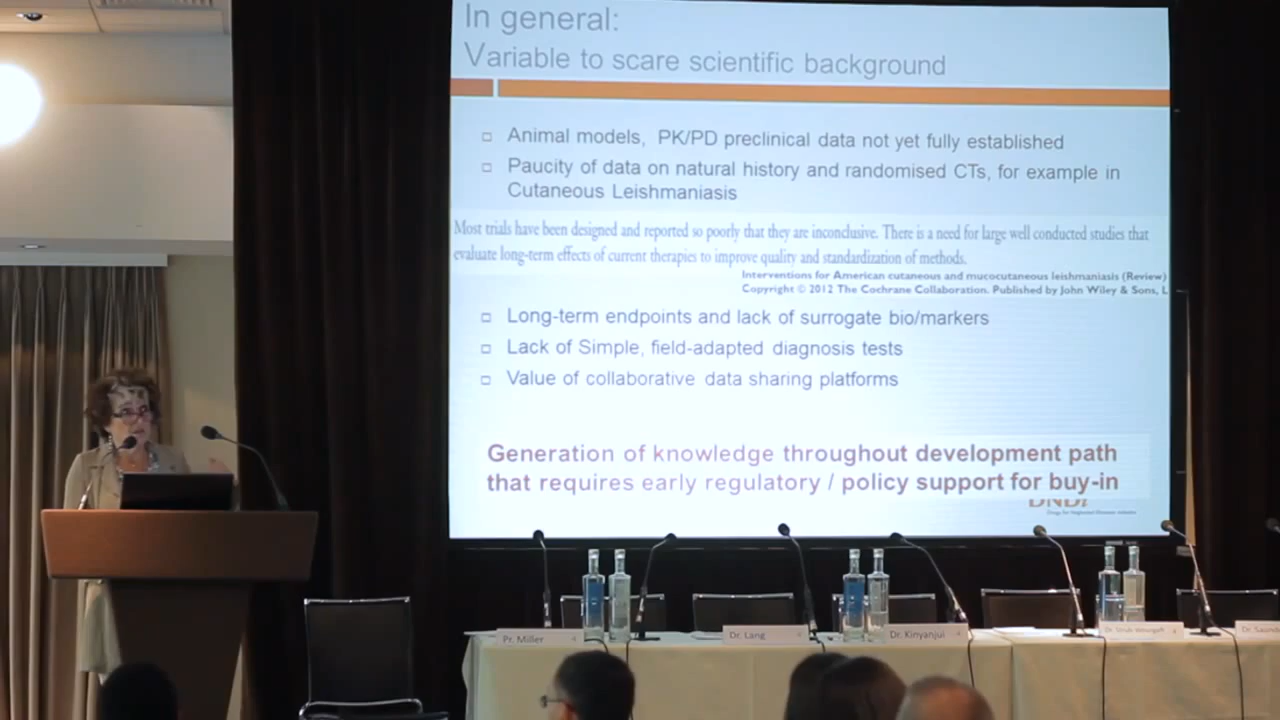 In general:
Variable to scare scientific background
Animal models, PK/PD preclinical data not yet fully established
Paucity of data on natural history and randomised CTs, for example in
Cutaneous Leishmaniasis
Most trials have been designed and reported so poorly that they are inconclusive. There is a need for large well conducted studies that
evaluate long-term effects of current therapies to improve quality and standardization of methods.
Interventions for American cutaneous and mucocutaneous leishmaniasis (Review)
Copyright © 2012 The Cochrane Collaboration. Published by John Wiley & Sons, L
Long-term endpoints and lack of surrogate bio/markers
Lack of Simple, field-adapted diagnosis tests
Value of collaborative data sharing platforms
Generation of knowledge throughout development path
that requires early regulatory / policy support for buy-in
DNDi
Drugs for Neglected Diseases initiative
Pr. Miller
Dr. Lang
Dr. Kinyanjui